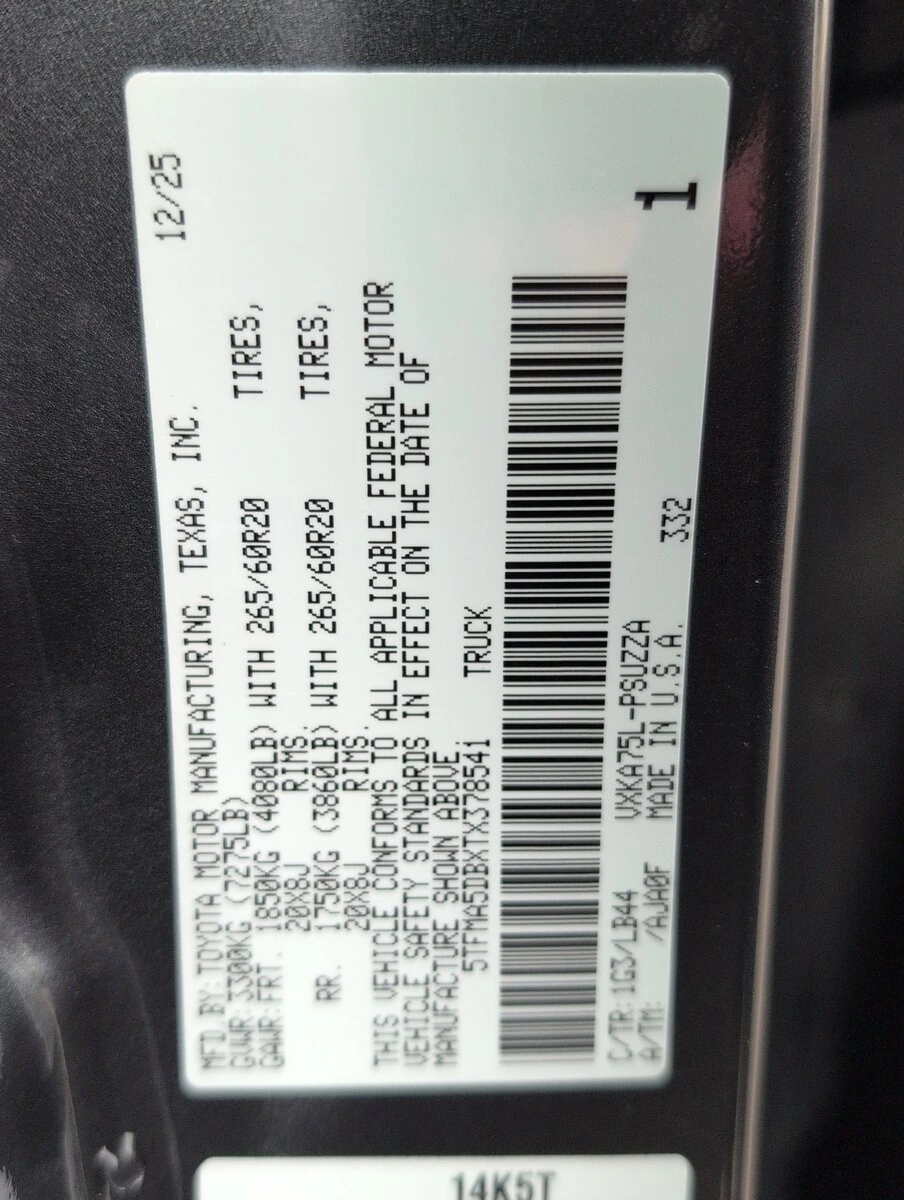 MFD.BY:TOYOTA MOTOR MANUFACTURING, TEXAS, INC. 12/25
GVWR:3300KG (7275LB)
GAWR:FRT. 1850KG (4080LB) WITH 265/60R20 TIRES,
20X8J RIMS.
RR. 1750KG (3860LB) WITH 265/60R20 TIRES,
20X8J RIMS.
THIS VEHICLE CONFORMS TO ALL APPLICABLE FEDERAL MOTOR
VEHICLE SAFETY STANDARDS IN EFFECT ON THE DATE OF
MANUFACTURE SHOWN ABOVE.
5TFMA5DBXTX378541 TRUCK
C/TR:1G3/LB44 VXKA75L-PSUZZA 332
A/TM: /AJA0F MADE IN U.S.A.
1
14K5T